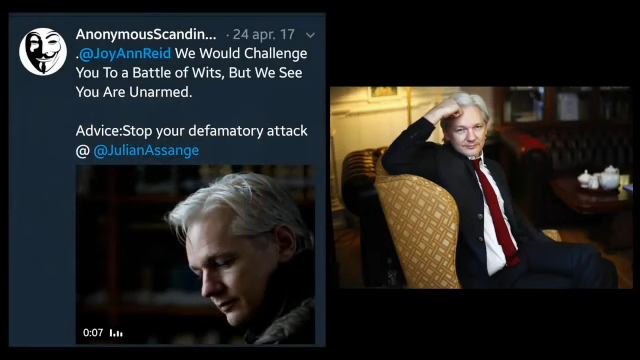 AnonymousScandin... · 24 apr. 17
.@JoyAnnReid We Would Challenge
You To a Battle of Wits, But We See
You Are Unarmed.
Advice:Stop your defamatory attack
@ @JulianAssange
0:07